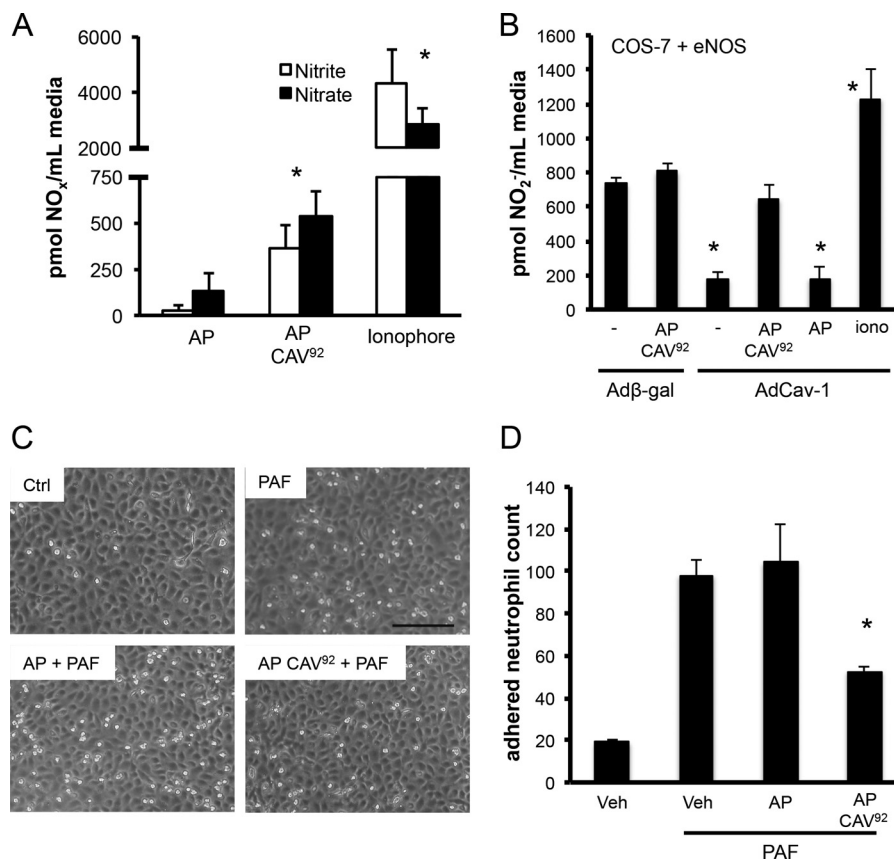 A
pmol NOₓ/mL media
6000
4000
2000
750
500
250
0
Nitrite
Nitrate
*
*
AP
AP
CAV⁹²
Ionophore
B
pmol NO₂⁻/mL media
1600
1400
1200
1000
800
600
400
200
0
COS-7 + eNOS
*
*
*
-
AP
CAV⁹²
-
AP
CAV⁹²
AP
iono
Adβ-gal
AdCav-1
C
Ctrl
PAF
AP + PAF
AP CAV⁹² + PAF
D
adhered neutrophil count
140
120
100
80
60
40
20
0
*
Veh
Veh
AP
AP
CAV⁹²
PAF